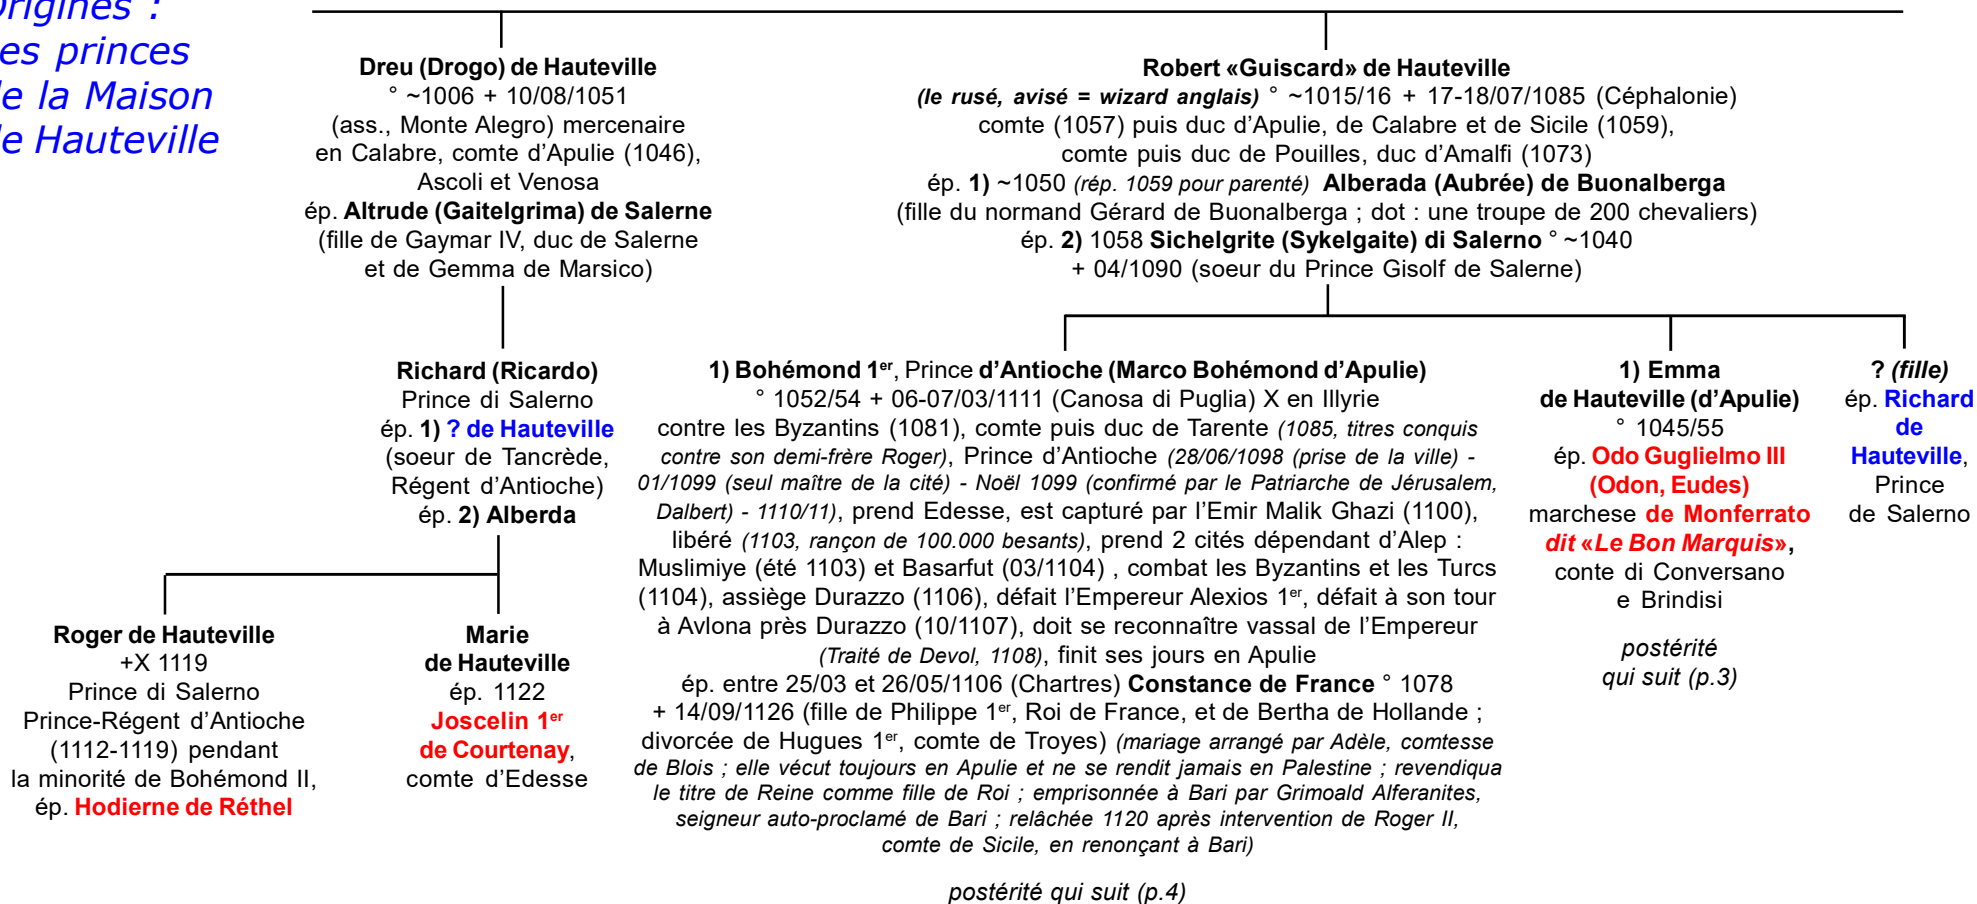 Origines :
les princes
de la Maison
de Hauteville
Dreu (Drogo) de Hauteville
° ~1006 + 10/08/1051
(ass., Monte Alegro) mercenaire
en Calabre, comte d’Apulie (1046),
Ascoli et Venosa
ép. Altrude (Gaitelgrima) de Salerne
(fille de Gaymar IV, duc de Salerne
et de Gemma de Marsico)
Robert «Guiscard» de Hauteville
(le rusé, avisé = wizard anglais) ° ~1015/16 + 17-18/07/1085 (Céphalonie)
comte (1057) puis duc d’Apulie, de Calabre et de Sicile (1059),
comte puis duc de Pouilles, duc d’Amalfi (1073)
ép. 1) ~1050 (rép. 1059 pour parenté) Alberada (Aubrée) de Buonalberga
(fille du normand Gérard de Buonalberga ; dot : une troupe de 200 chevaliers)
ép. 2) 1058 Sichelgrite (Sykelgaite) di Salerno ° ~1040
+ 04/1090 (soeur du Prince Gisolf de Salerne)
Richard (Ricardo)
Prince di Salerno
ép. 1) ? de Hauteville
(soeur de Tancrède,
Régent d’Antioche)
ép. 2) Alberda
1) Bohémond 1er, Prince d’Antioche (Marco Bohémond d’Apulie)
° 1052/54 + 06-07/03/1111 (Canosa di Puglia) X en Illyrie
contre les Byzantins (1081), comte puis duc de Tarente (1085, titres conquis
contre son demi-frère Roger), Prince d’Antioche (28/06/1098 (prise de la ville) -
01/1099 (seul maître de la cité) - Noël 1099 (confirmé par le Patriarche de Jérusalem,
Dalbert) - 1110/11), prend Edesse, est capturé par l’Emir Malik Ghazi (1100),
libéré (1103, rançon de 100.000 besants), prend 2 cités dépendant d’Alep :
Muslimiye (été 1103) et Basarfut (03/1104) , combat les Byzantins et les Turcs
(1104), assiège Durazzo (1106), défait l’Empereur Alexios 1er, défait à son tour
à Avlona près Durazzo (10/1107), doit se reconnaître vassal de l’Empereur
(Traité de Devol, 1108), finit ses jours en Apulie
ép. entre 25/03 et 26/05/1106 (Chartres) Constance de France ° 1078
+ 14/09/1126 (fille de Philippe 1er, Roi de France, et de Bertha de Hollande ;
divorcée de Hugues 1er, comte de Troyes) (mariage arrangé par Adèle, comtesse
de Blois ; elle vécut toujours en Apulie et ne se rendit jamais en Palestine ; revendiqua
le titre de Reine comme fille de Roi ; emprisonnée à Bari par Grimoald Alferanites,
seigneur auto-proclamé de Bari ; relâchée 1120 après intervention de Roger II,
comte de Sicile, en renonçant à Bari)
postérité qui suit (p.4)
1) Emma
de Hauteville (d’Apulie)
° 1045/55
ép. Odo Guglielmo III
(Odon, Eudes)
marchese de Monferrato
dit «Le Bon Marquis»,
conte di Conversano
e Brindisi
postérité
qui suit (p.3)
? (fille)
ép. Richard
de
Hauteville,
Prince
de Salerno
Roger de Hauteville
+X 1119
Prince di Salerno
Prince-Régent d’Antioche
(1112-1119) pendant
la minorité de Bohémond II,
ép. Hodierne de Réthel
Marie
de Hauteville
ép. 1122
Joscelin 1er
de Courtenay,
comte d’Edesse